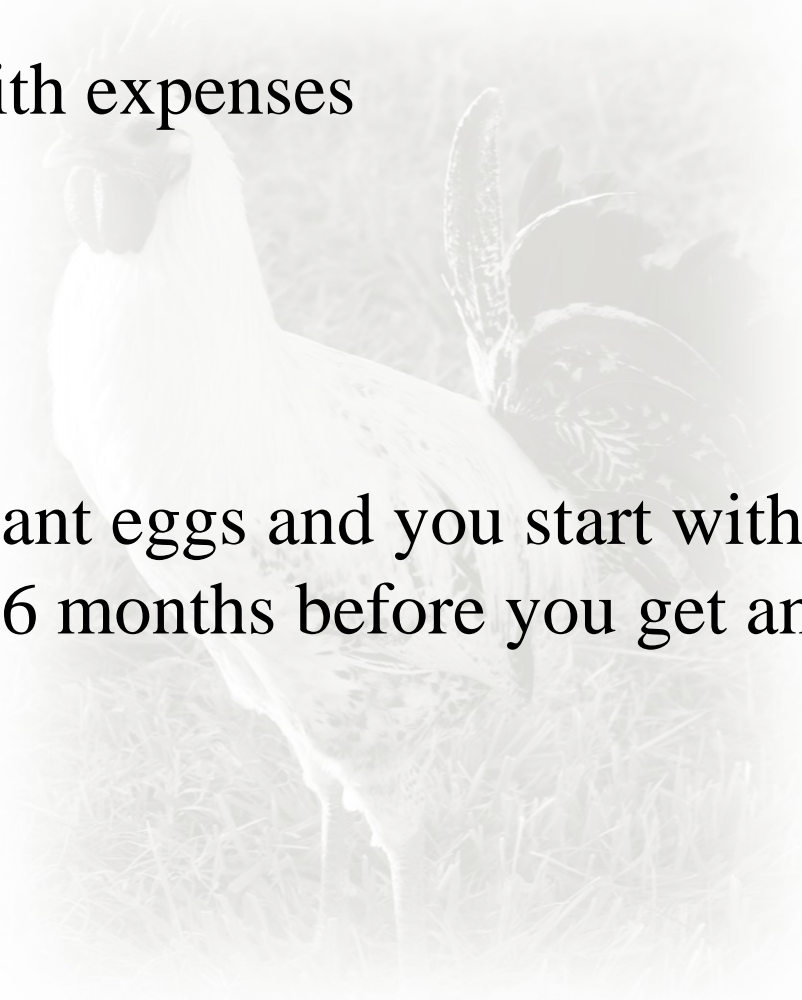 ith expenses
ant eggs and you start with
6 months before you get an